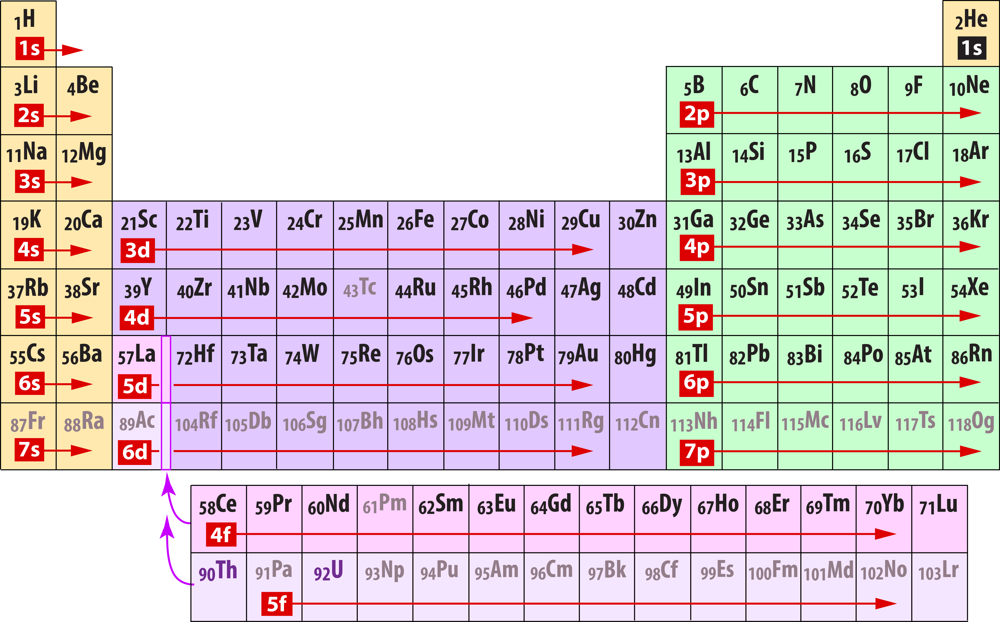 1H 2He
1s 1s
3Li 4Be 5B 6C 7N 8O 9F 10Ne
2s 2p
11Na 12Mg 13Al 14Si 15P 16S 17Cl 18Ar
3s 3p
19K 20Ca 21Sc 22Ti 23V 24Cr 25Mn 26Fe 27Co 28Ni 29Cu 30Zn 31Ga 32Ge 33As 34Se 35Br 36Kr
4s 3d 4p
37Rb 38Sr 39Y 40Zr 41Nb 42Mo 43Tc 44Ru 45Rh 46Pd 47Ag 48Cd 49In 50Sn 51Sb 52Te 53I 54Xe
5s 4d 5p
55Cs 56Ba 57La 72Hf 73Ta 74W 75Re 76Os 77Ir 78Pt 79Au 80Hg 81Tl 82Pb 83Bi 84Po 85At 86Rn
6s 5d 6p
87Fr 88Ra 89Ac 104Rf 105Db 106Sg 107Bh 108Hs 109Mt 110Ds 111Rg 112Cn 113Nh 114Fl 115Mc 116Lv 117Ts 118Og
7s 6d 7p
58Ce 59Pr 60Nd 61Pm 62Sm 63Eu 64Gd 65Tb 66Dy 67Ho 68Er 69Tm 70Yb 71Lu
4f
90Th 91Pa 92U 93Np 94Pu 95Am 96Cm 97Bk 98Cf 99Es 100Fm 101Md 102No 103Lr
5f